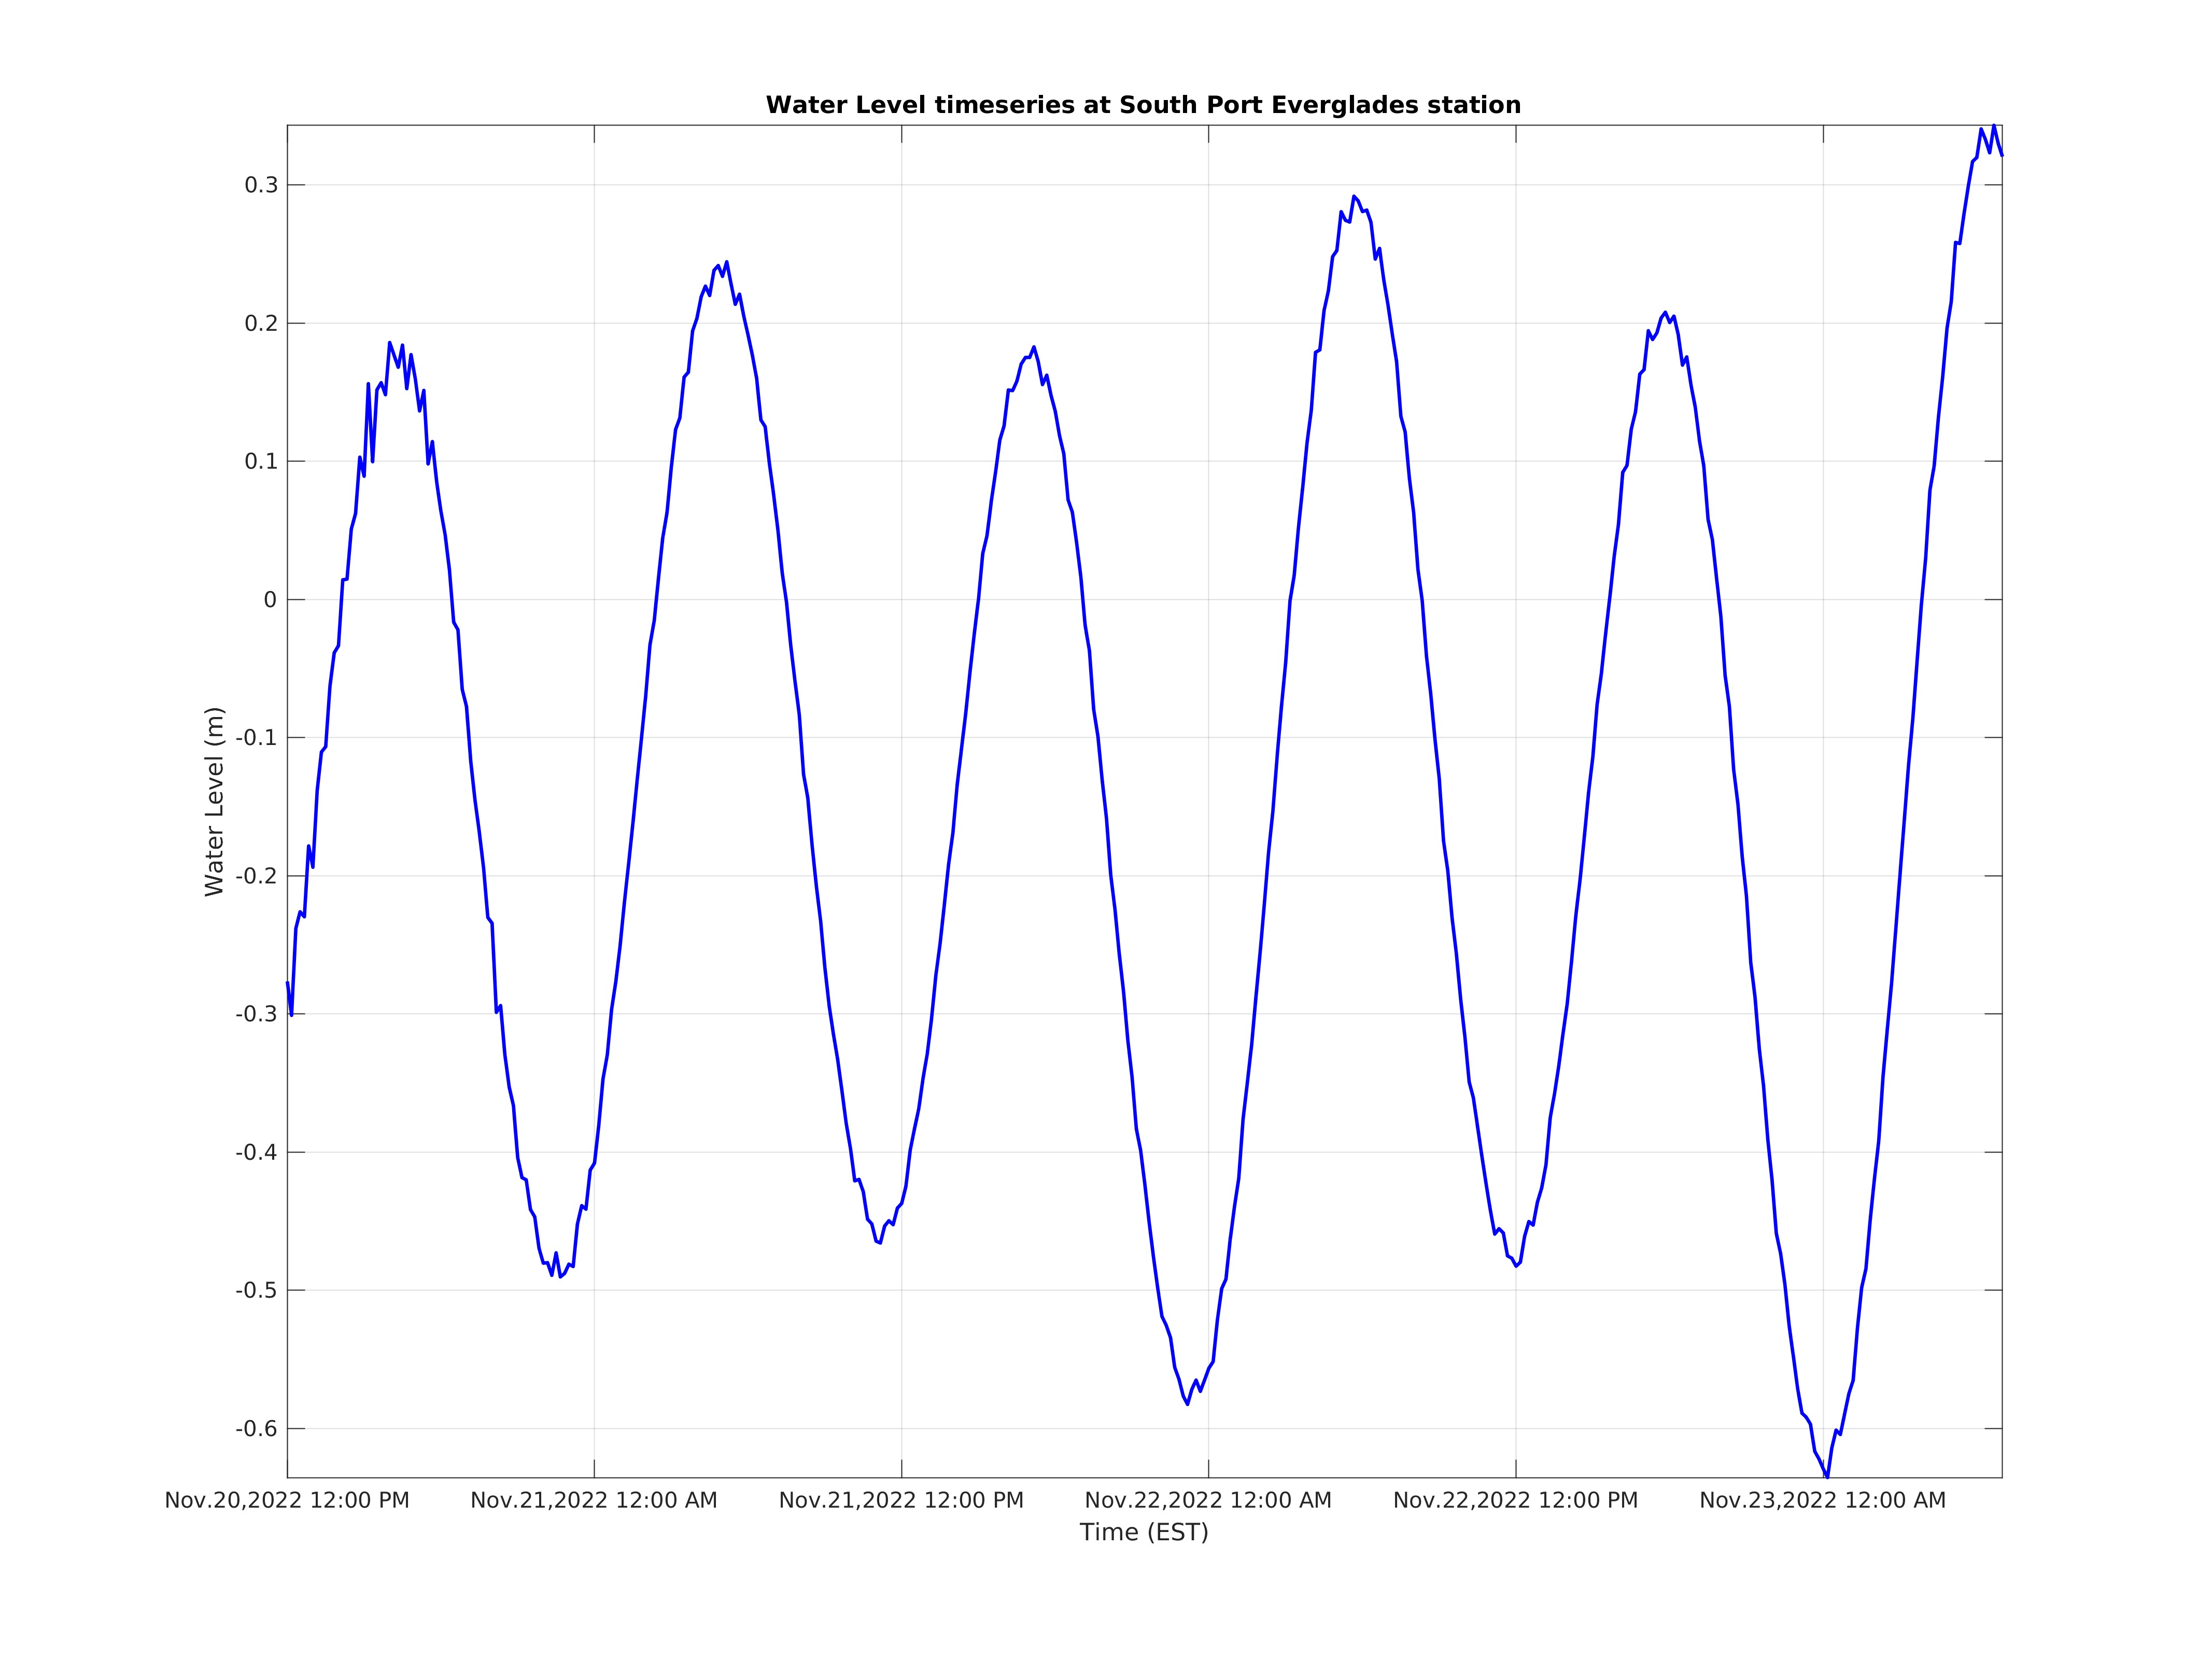 Water Level timeseries at South Port Everglades station
0.3
0.2
0.1
0
-0.1
-0.2
-0.3
-0.4
-0.5
-0.6
Water Level (m)
Nov.20,2022 12:00 PM
Nov.21,2022 12:00 AM
Nov.21,2022 12:00 PM
Nov.22,2022 12:00 AM
Nov.22,2022 12:00 PM
Nov.23,2022 12:00 AM
Time (EST)